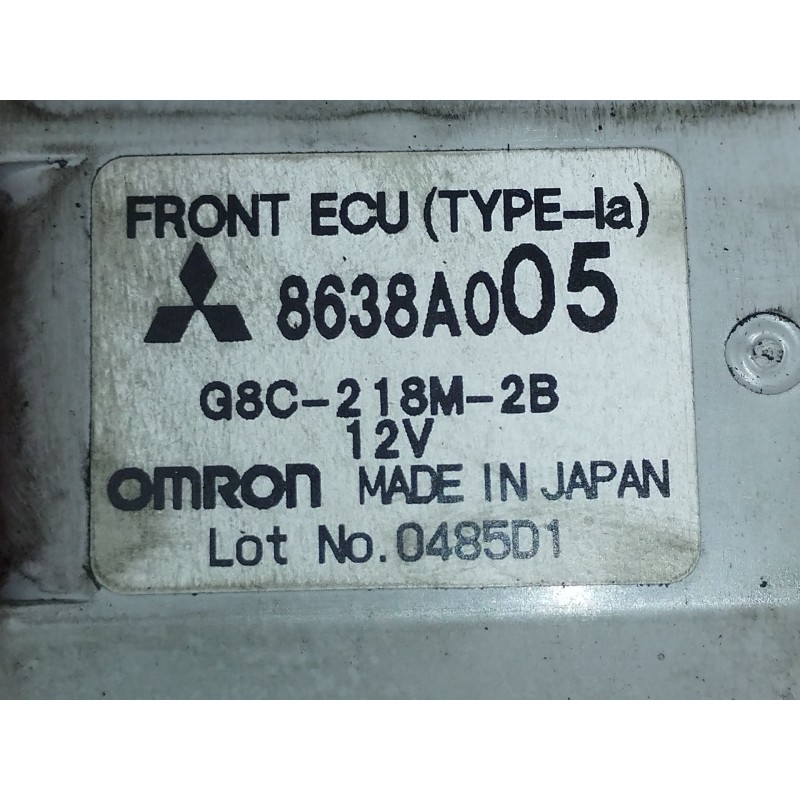 FRONT ECU (TYPE-Ia)
8638A005
G8C-218M-2B
12V
OMRON MADE IN JAPAN
Lot No. 0485D1